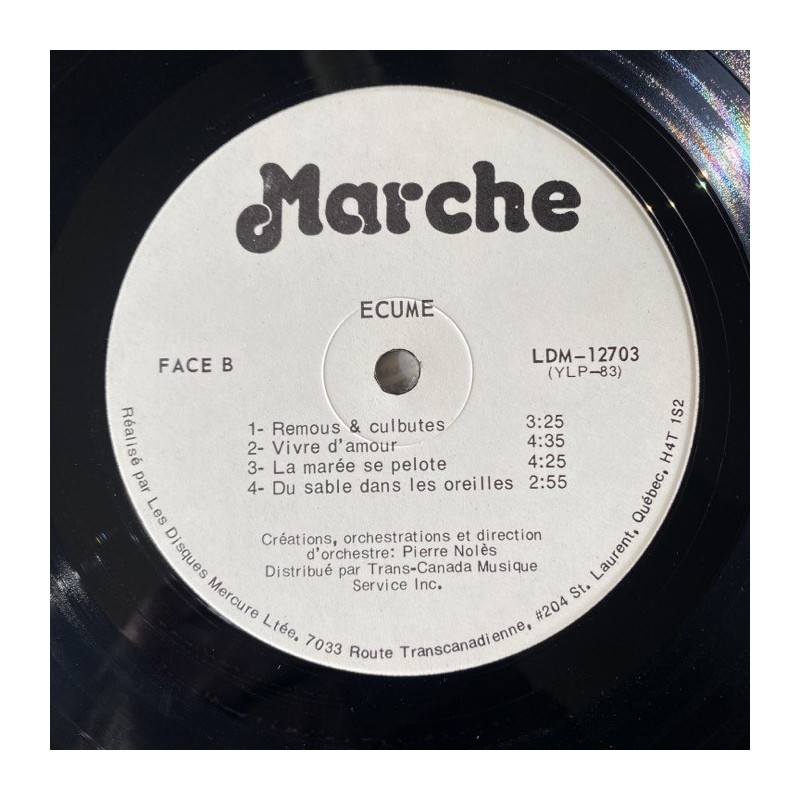 Marche
ECUME
FACE B
LDM-12703
(YLP-83)
1- Remous & culbutes 3:25
2- Vivre d'amour 4:35
3- La marée se pelote 4:25
4- Du sable dans les oreilles 2:55
Créations, orchestrations et direction
d'orchestre: Pierre Nolès
Distribué par Trans-Canada Musique
Service Inc.
Réalisé par Les Disques Mercure Ltée, 7033 Route Transcanadienne, #204 St. Laurent, Québec, H4T 1S2